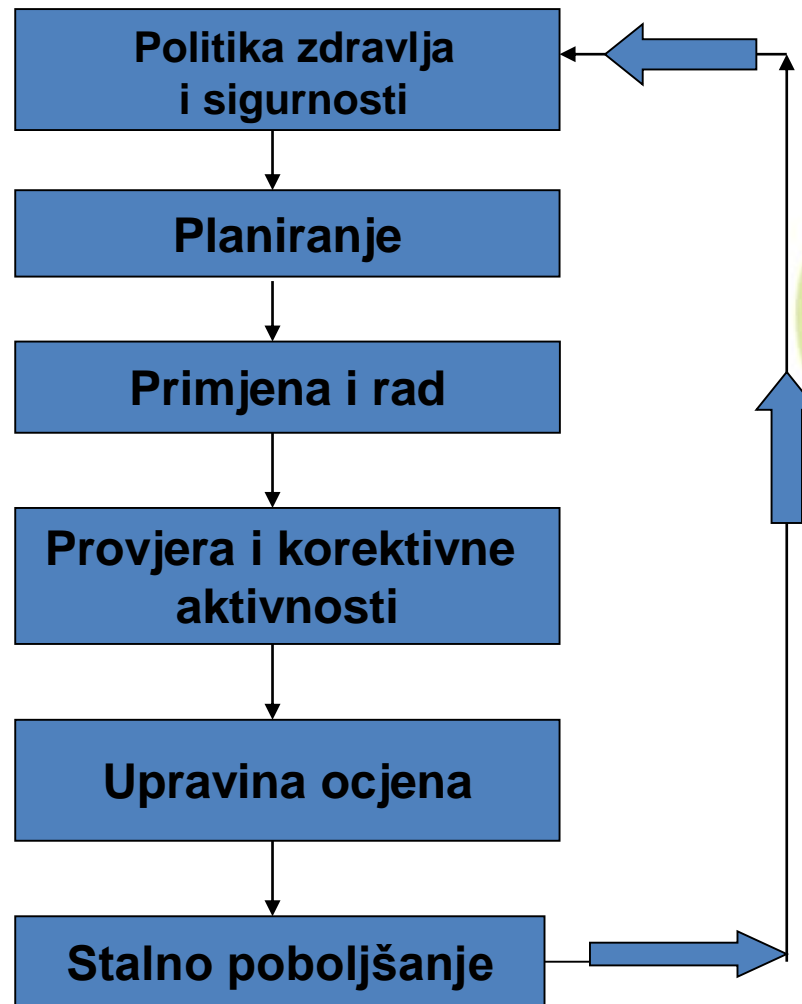 Politika zdravlja
i sigurnosti
Planiranje
Primjena i rad
Provjera i korektivne
aktivnosti
Upravina ocjena
Stalno poboljšanje